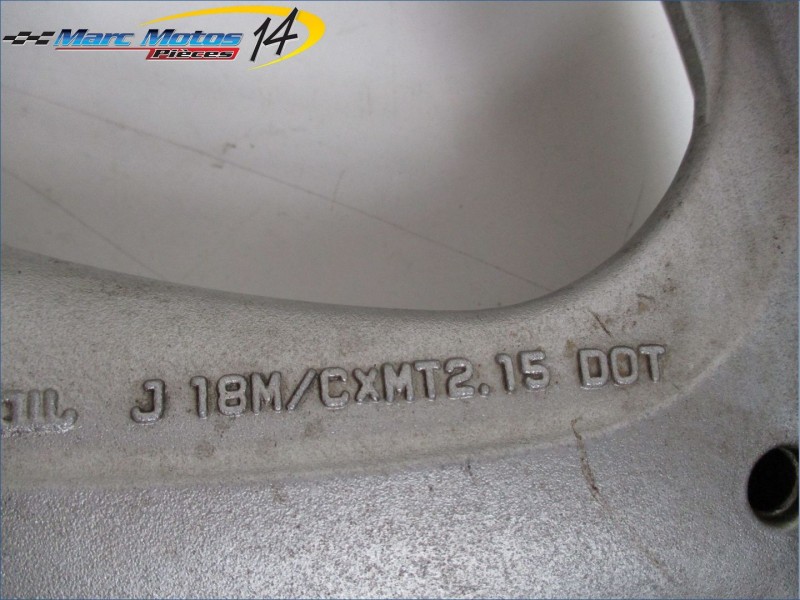 Marc Motos 14
Pièces
J 18M/CxMT2.15 DOT